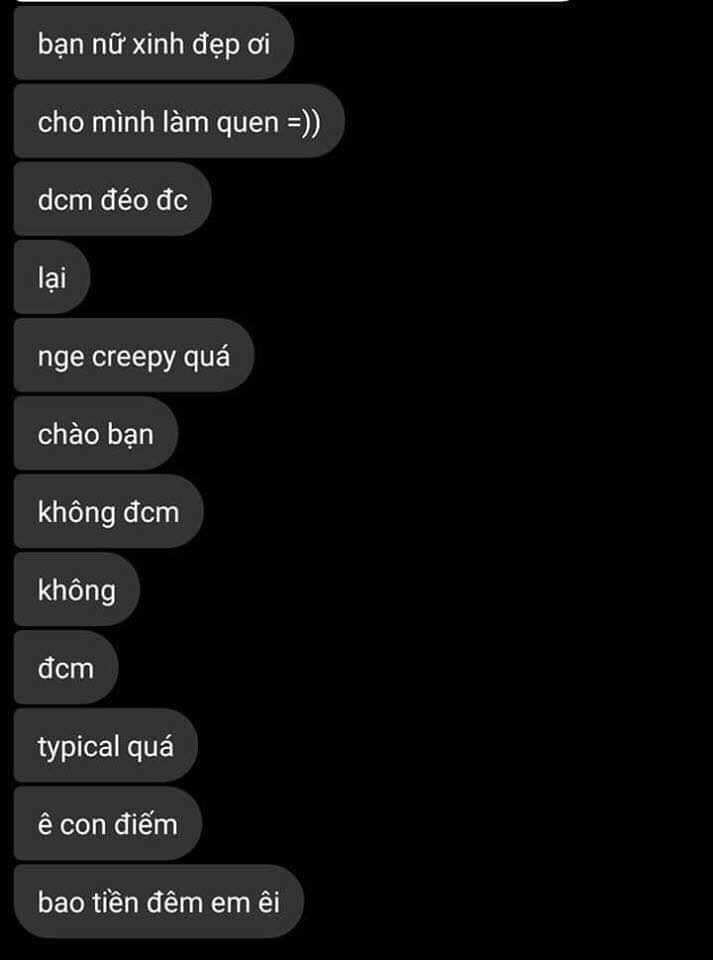 bạn nữ xinh đẹp ơi
cho mình làm quen =))
dcm đéo đc
lại
nge creepy quá
chào bạn
không đcm
không
đcm
typical quá
ê con điếm
bao tiền đêm em êi